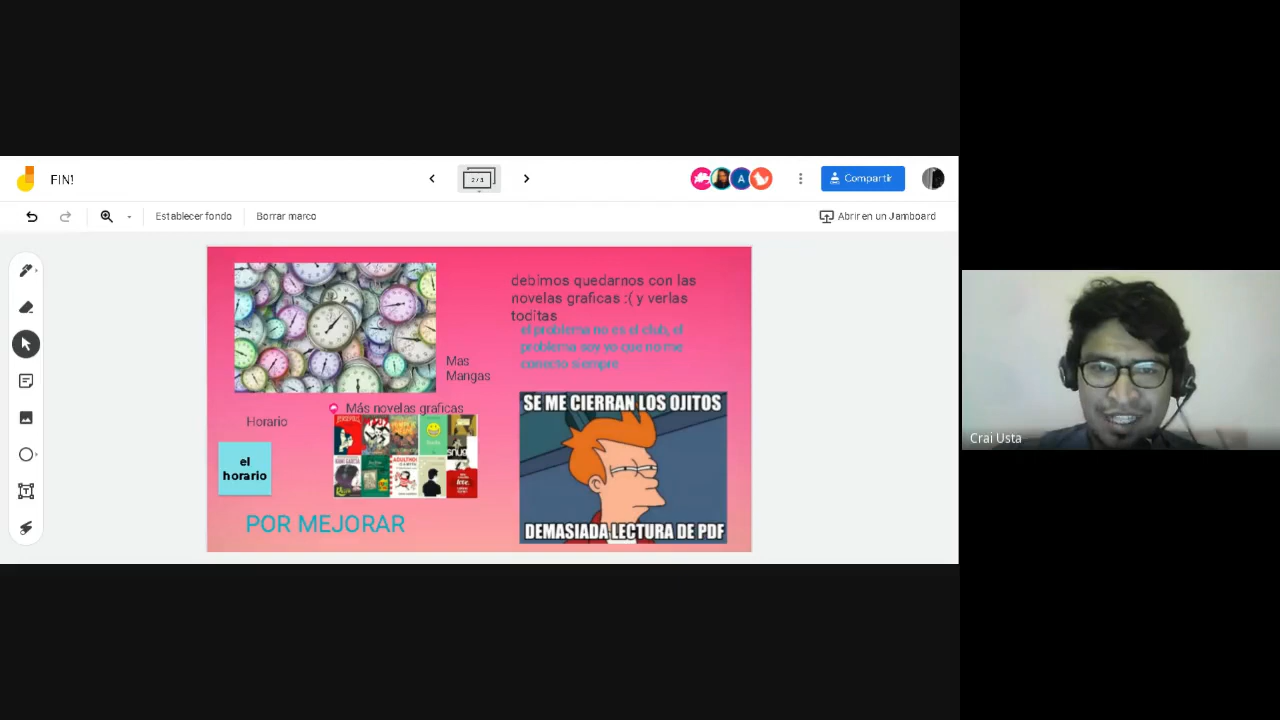 FIN!
2 / 3
A
Compartir
Establecer fondo
Borrar marco
Abrir en un Jamboard
debimos quedarnos con las
novelas graficas :( y verlas
toditas
el problema no es el club, el
problema soy yo que no me
conecto siempre
Mas
Mangas
Más novelas graficas
Horario
el
horario
POR MEJORAR
SE ME CIERRAN LOS OJITOS
DEMASIADA LECTURA DE PDF
Crai Usta